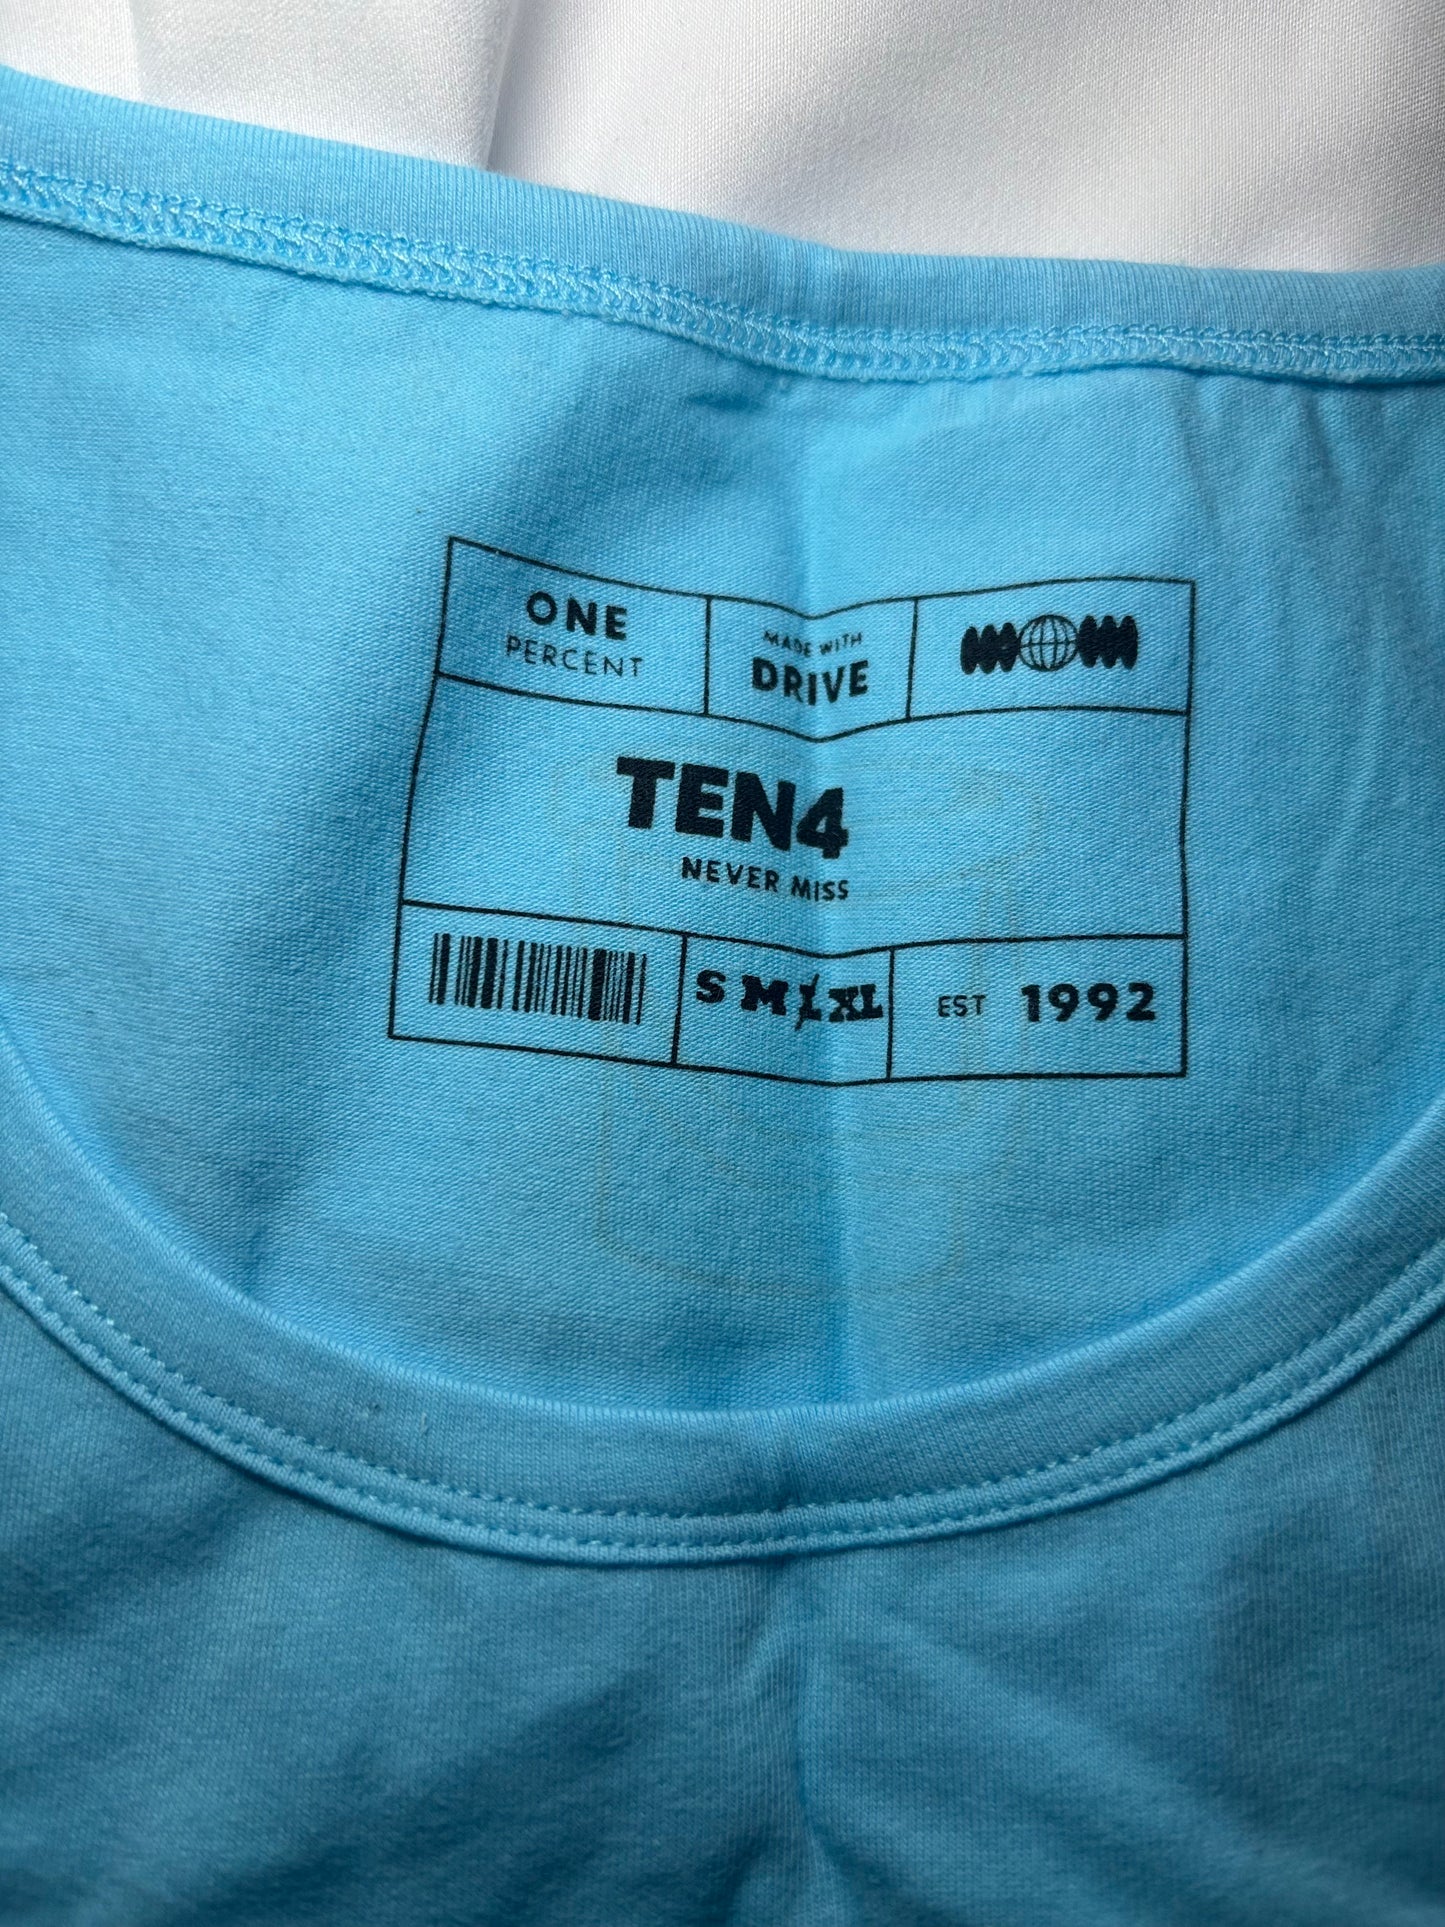 ONE
PERCENT
MADE WITH
DRIVE
TEN4
NEVER MISS
S M L XL
EST 1992